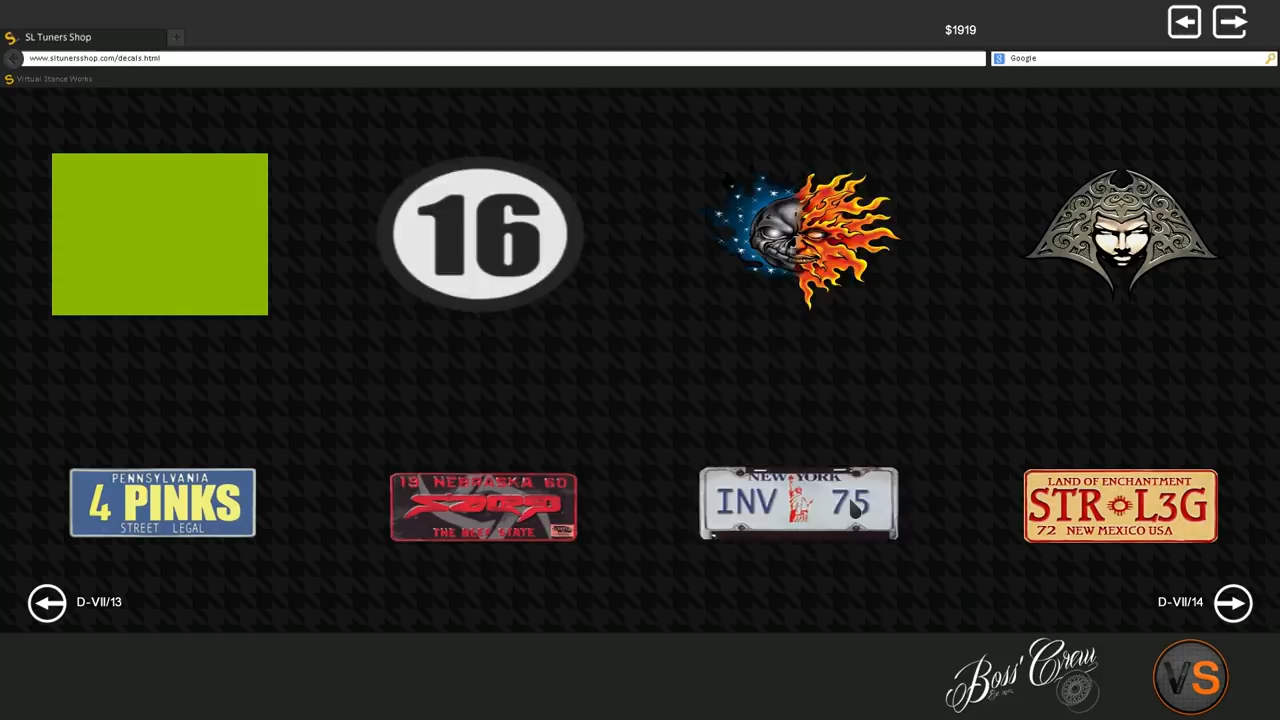 SL Tuners Shop
$1919
www.sltunersshop.com/decals.html
Google
Virtual Stance Works
16
PENNSYLVANIA
4 PINKS
STREET LEGAL
19 NEBRASKA 60
THE BEEF STATE
NEW YORK
INV 75
LAND OF ENCHANTMENT
STR L3G
72 NEW MEXICO USA
D-VII/13
D-VII/14
Boss' Crew
VS